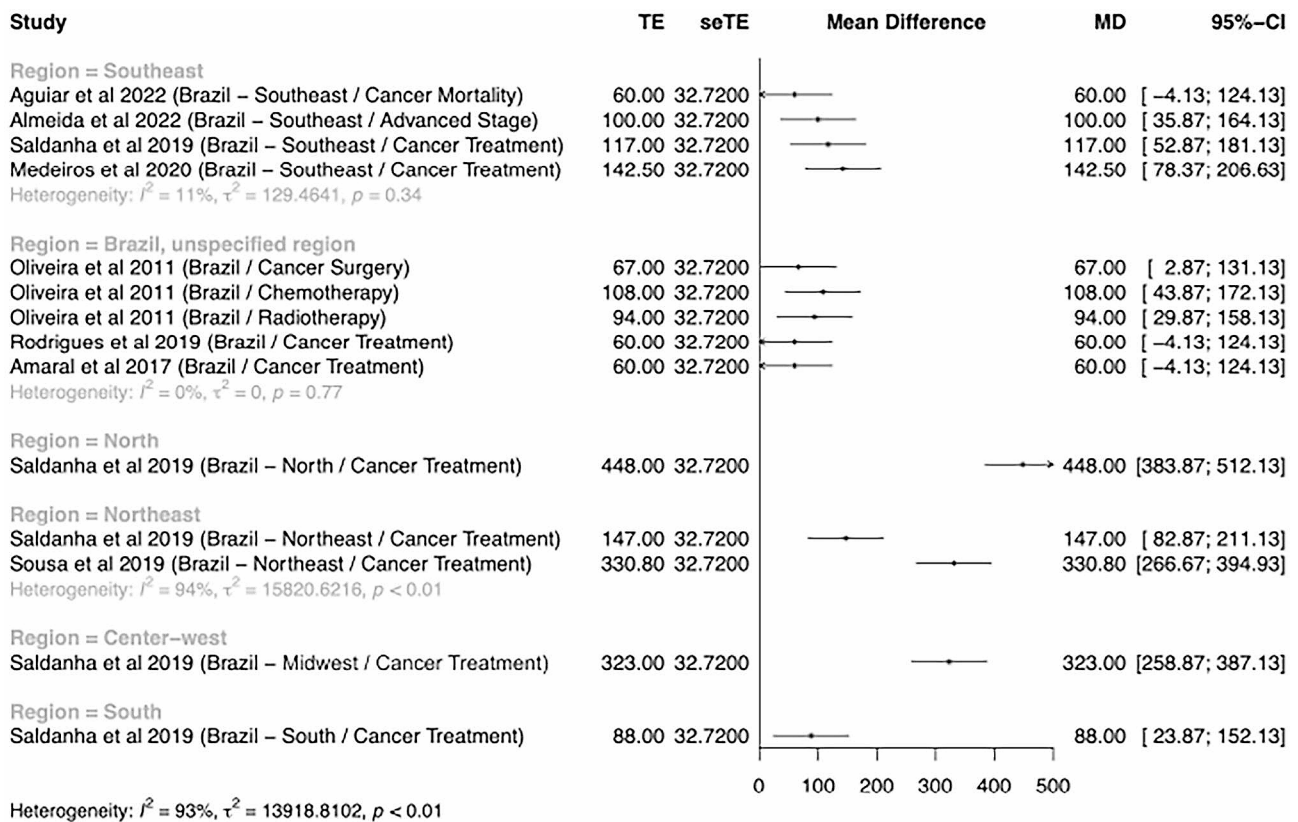 Study TE seTE Mean Difference MD 95%–CI
Region = Southeast
Aguiar et al 2022 (Brazil – Southeast / Cancer Mortality) 60.00 32.7200 60.00 [ −4.13; 124.13]
Almeida et al 2022 (Brazil – Southeast / Advanced Stage) 100.00 32.7200 100.00 [ 35.87; 164.13]
Saldanha et al 2019 (Brazil – Southeast / Cancer Treatment) 117.00 32.7200 117.00 [ 52.87; 181.13]
Medeiros et al 2020 (Brazil – Southeast / Cancer Treatment) 142.50 32.7200 142.50 [ 78.37; 206.63]
Heterogeneity: I² = 11%, τ² = 129.4641, p = 0.34
Region = Brazil, unspecified region
Oliveira et al 2011 (Brazil / Cancer Surgery) 67.00 32.7200 67.00 [ 2.87; 131.13]
Oliveira et al 2011 (Brazil / Chemotherapy) 108.00 32.7200 108.00 [ 43.87; 172.13]
Oliveira et al 2011 (Brazil / Radiotherapy) 94.00 32.7200 94.00 [ 29.87; 158.13]
Rodrigues et al 2019 (Brazil / Cancer Treatment) 60.00 32.7200 60.00 [ −4.13; 124.13]
Amaral et al 2017 (Brazil / Cancer Treatment) 60.00 32.7200 60.00 [ −4.13; 124.13]
Heterogeneity: I² = 0%, τ² = 0, p = 0.77
Region = North
Saldanha et al 2019 (Brazil – North / Cancer Treatment) 448.00 32.7200 448.00 [383.87; 512.13]
Region = Northeast
Saldanha et al 2019 (Brazil – Northeast / Cancer Treatment) 147.00 32.7200 147.00 [ 82.87; 211.13]
Sousa et al 2019 (Brazil – Northeast / Cancer Treatment) 330.80 32.7200 330.80 [266.67; 394.93]
Heterogeneity: I² = 94%, τ² = 15820.6216, p < 0.01
Region = Center–west
Saldanha et al 2019 (Brazil – Midwest / Cancer Treatment) 323.00 32.7200 323.00 [258.87; 387.13]
Region = South
Saldanha et al 2019 (Brazil – South / Cancer Treatment) 88.00 32.7200 88.00 [ 23.87; 152.13]
0 100 200 300 400 500
Heterogeneity: I² = 93%, τ² = 13918.8102, p < 0.01